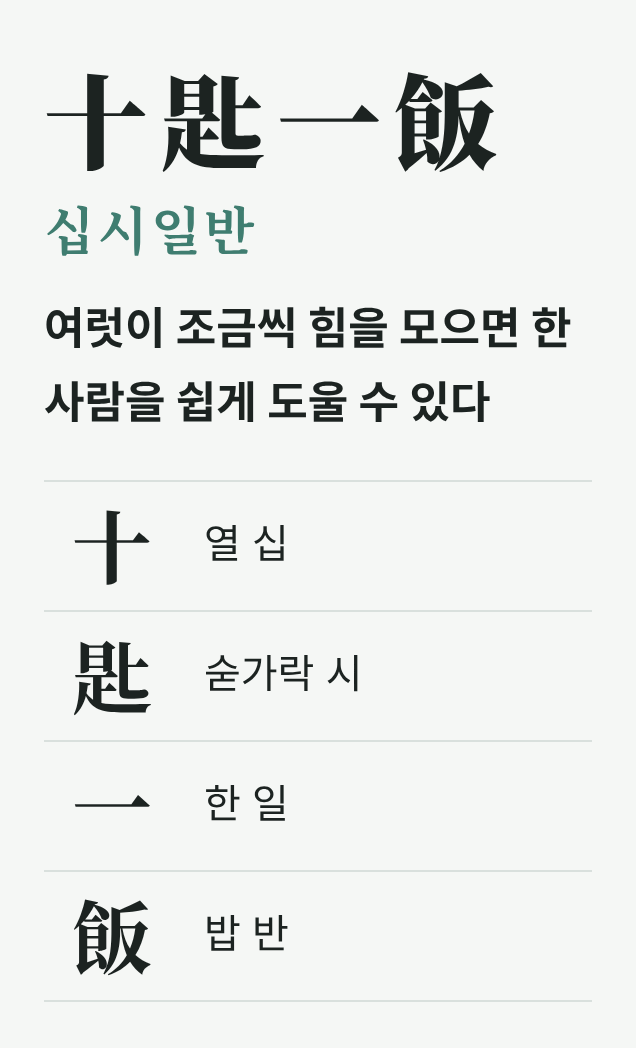 十匙一飯
십시일반
여럿이 조금씩 힘을 모으면 한
사람을 쉽게 도울 수 있다
十 열 십
匙 숟가락 시
一 한 일
飯 밥 반